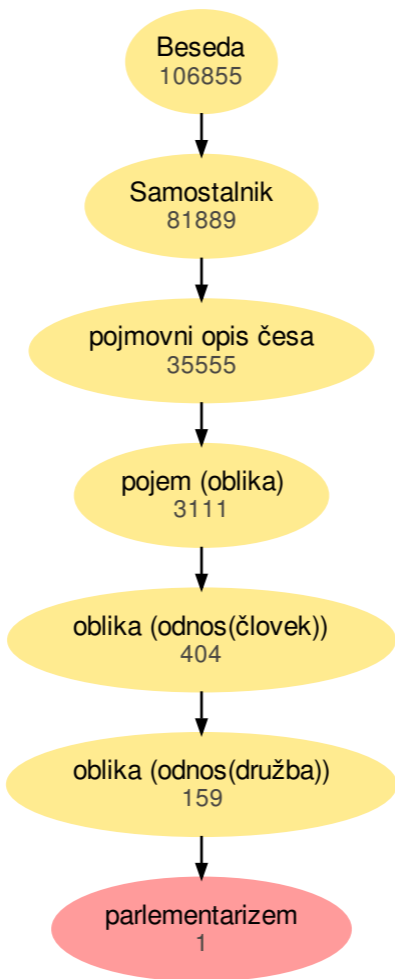 Beseda
106855
Samostalnik
81889
pojmovni opis česa
35555
pojem (oblika)
3111
oblika (odnos(človek))
404
oblika (odnos(družba))
159
parlementarizem
1